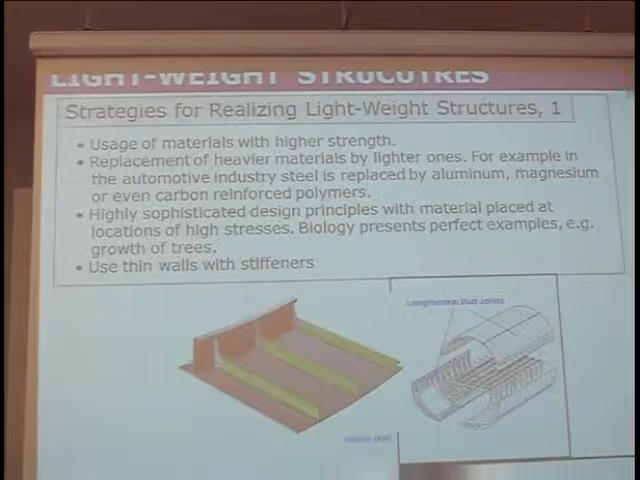 LIGHT-WEIGHT STRUCUTRES
Strategies for Realizing Light-Weight Structures, 1
• Usage of materials with higher strength.
• Replacement of heavier materials by lighter ones. For example in
the automotive industry steel is replaced by aluminum, magnesium
or even carbon reinforced polymers.
• Highly sophisticated design principles with material placed at
locations of high stresses. Biology presents perfect examples, e.g.
growth of trees.
• Use thin walls with stiffeners
Longitudinal Butt Joints